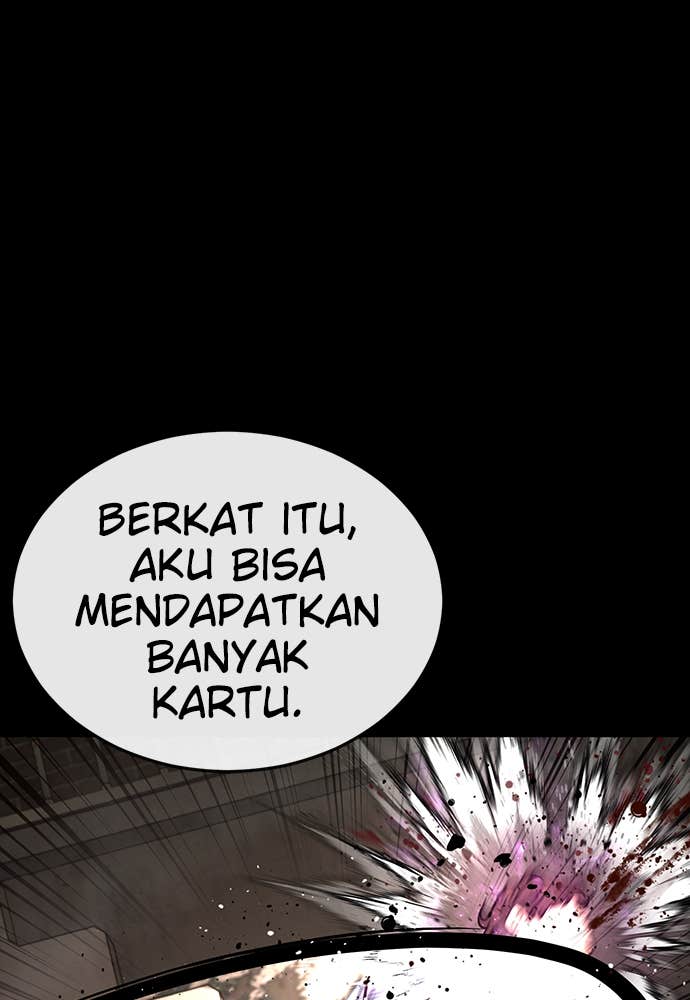 BERKAT ITU,
AKU BISA
MENDAPATKAN
BANYAK
KARTU.